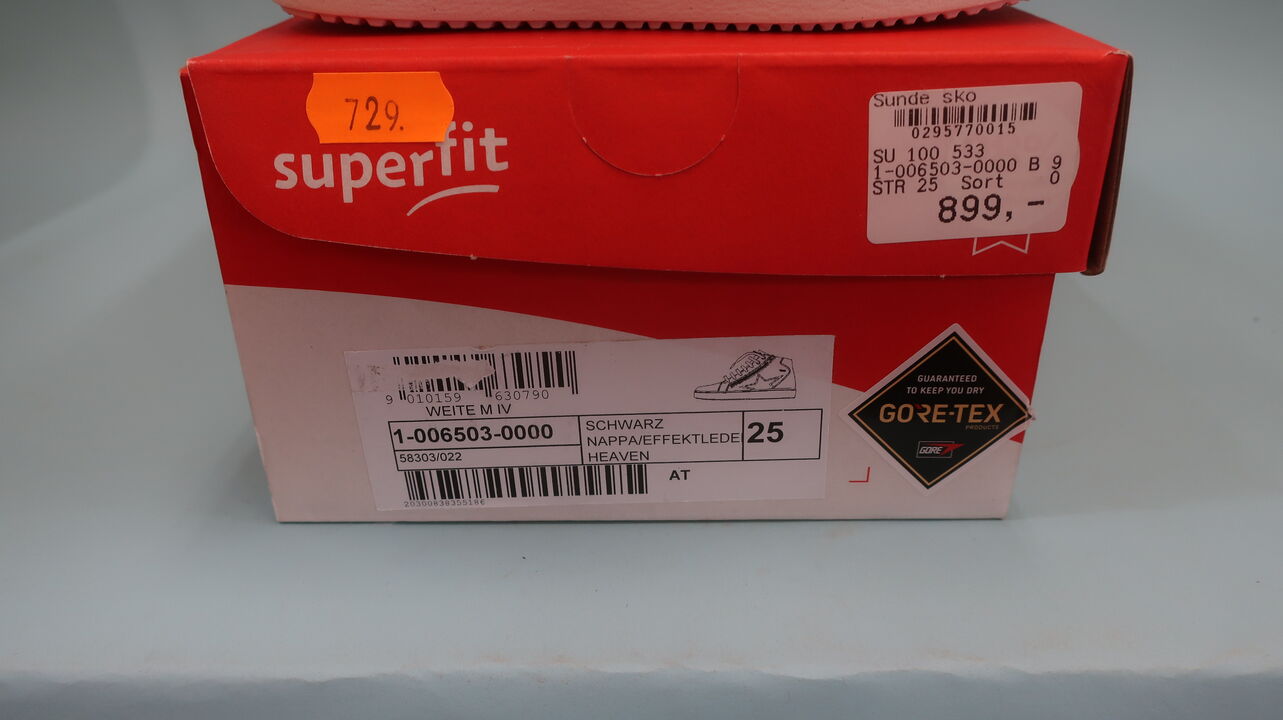 729.
superfit
Sunde sko
0295770015
SU 100 533
1-006503-0000 B 90
STR 25 Sort
899,-
9 010159 630790
WEITE M IV
1-006503-0000
58303/022
SCHWARZ
NAPPA/EFFEKTLEDE
HEAVEN
25
AT
20300838355186
GUARANTEED
TO KEEP YOU DRY
GORE-TEX
PRODUCTS
GORE